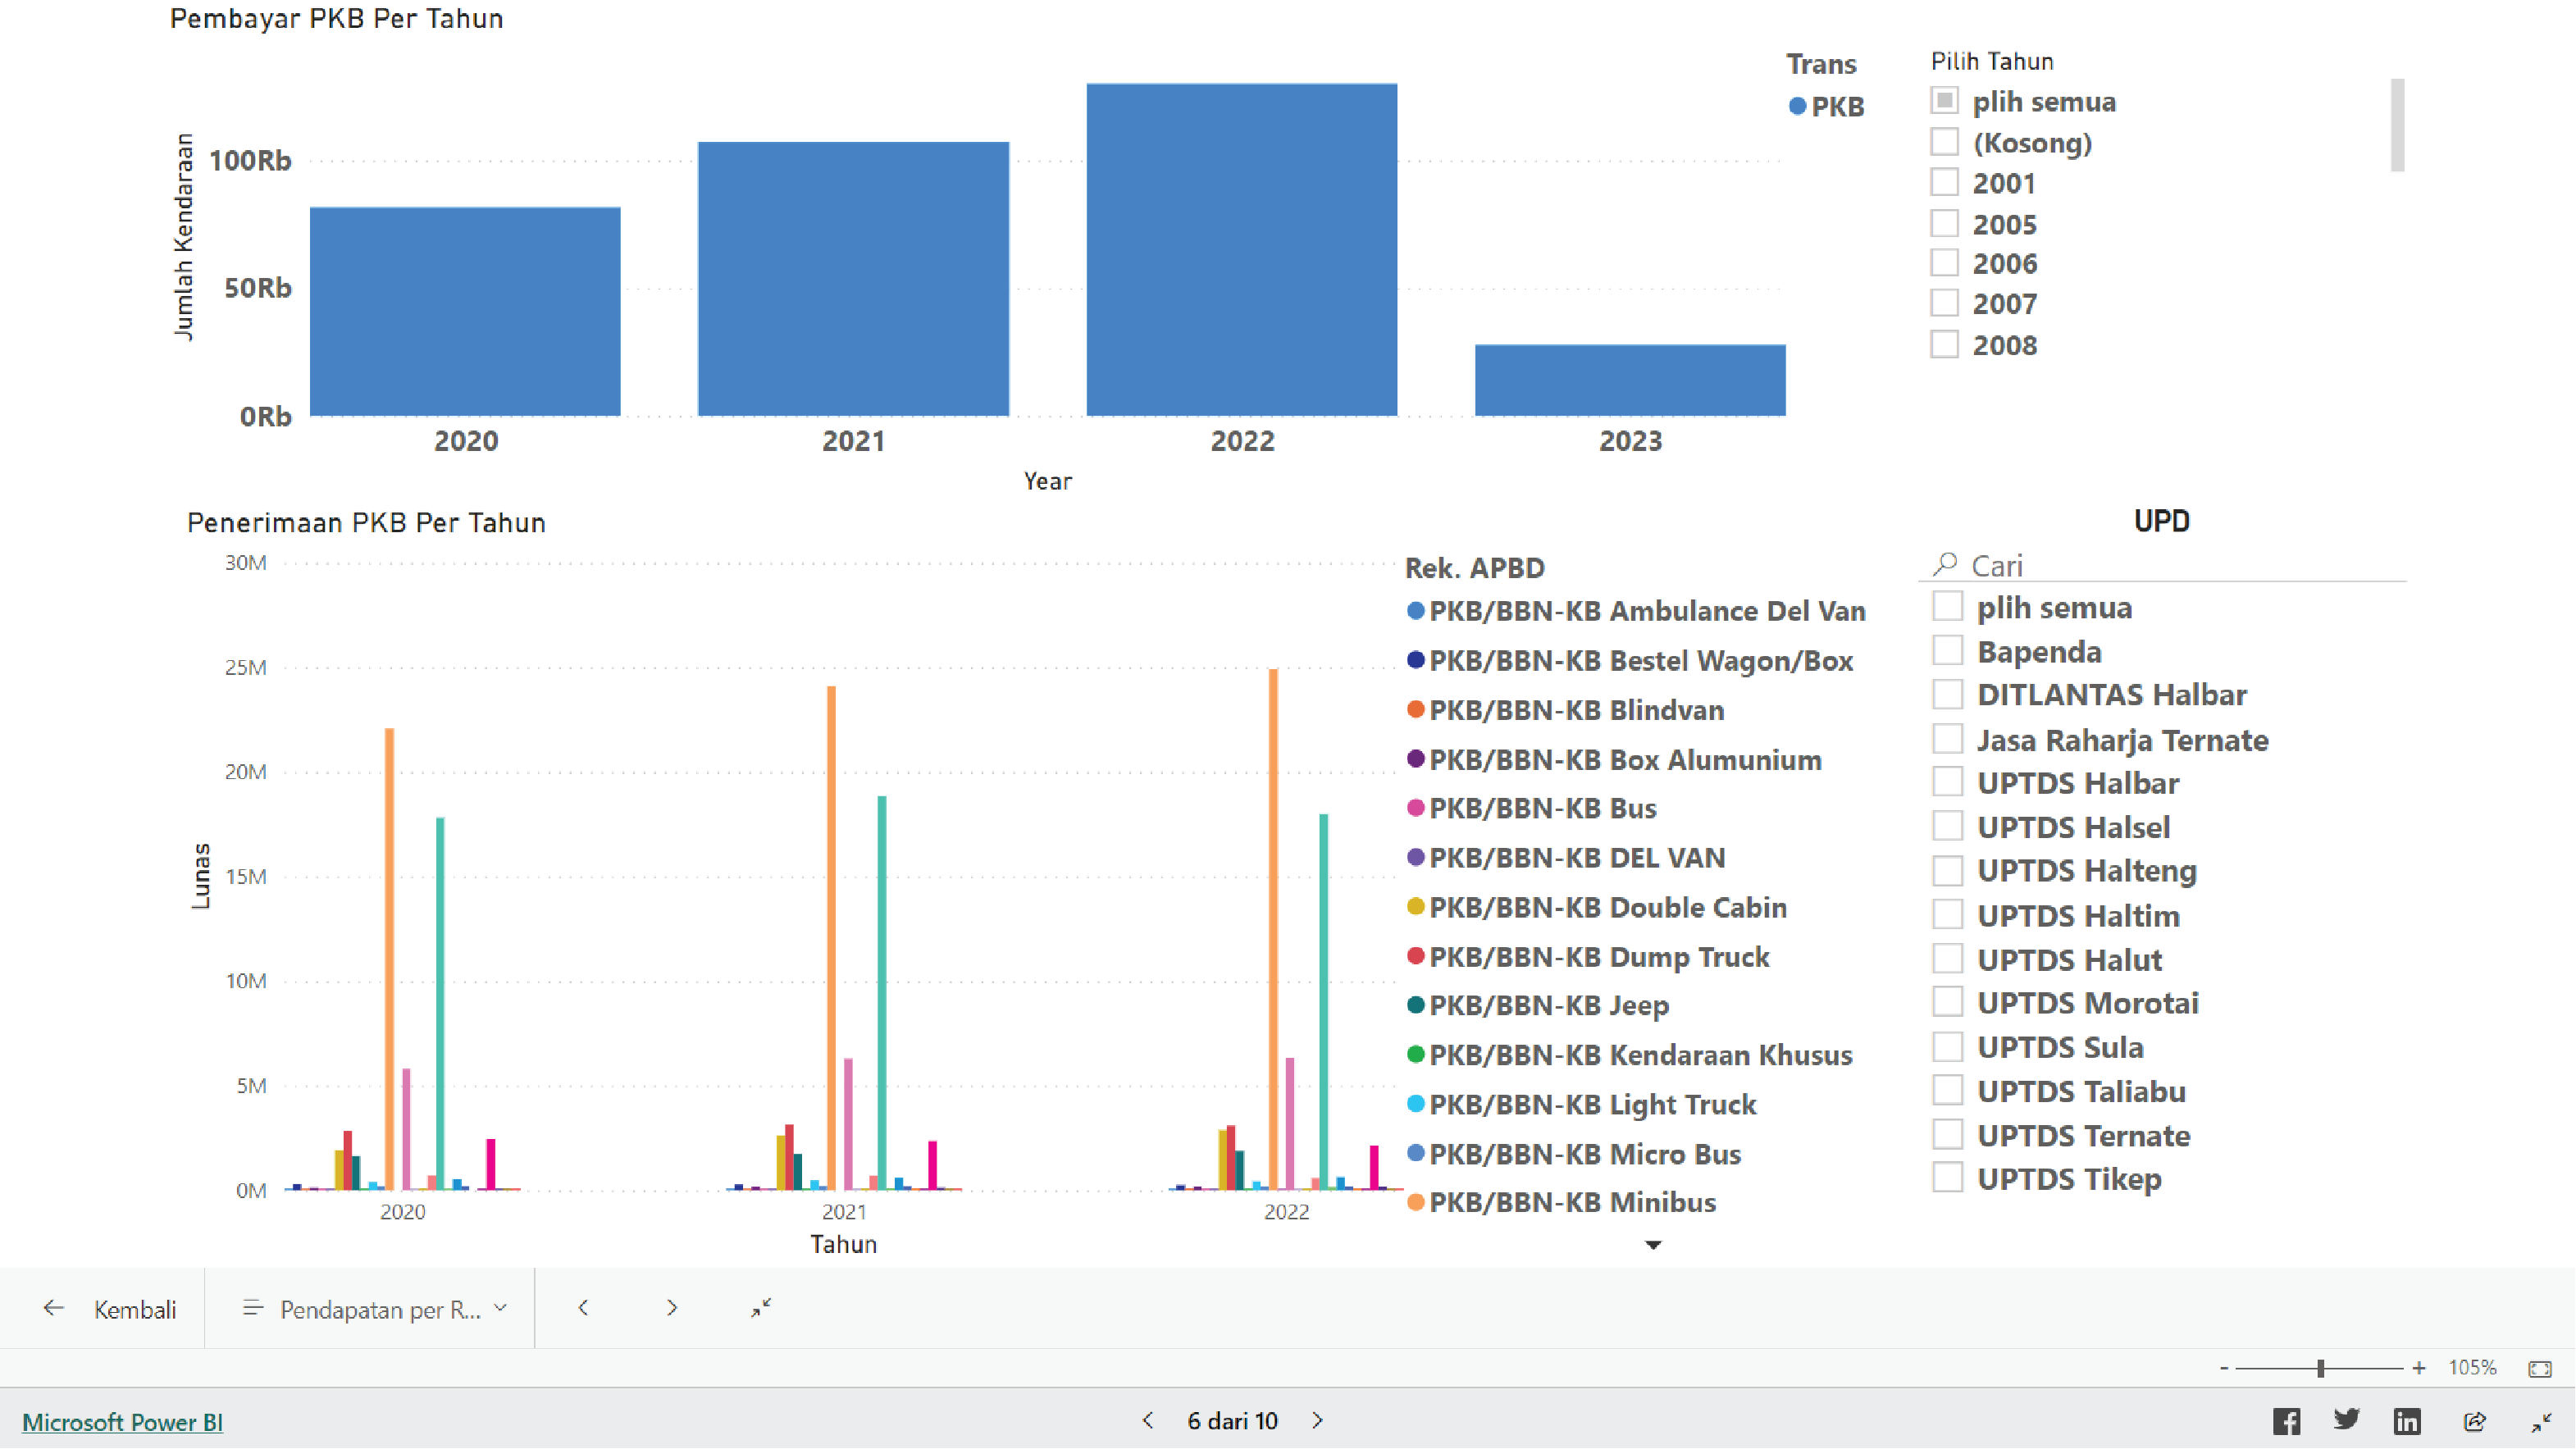 Pembayar PKB Per Tahun
Jumlah Kendaraan
100Rb
50Rb
0Rb
2020
2021
2022
2023
Year
Trans
PKB
Pilih Tahun
plih semua
(Kosong)
2001
2005
2006
2007
2008
Penerimaan PKB Per Tahun
Lunas
30M
25M
20M
15M
10M
5M
0M
2020
2021
2022
Tahun
Rek. APBD
PKB/BBN-KB Ambulance Del Van
PKB/BBN-KB Bestel Wagon/Box
PKB/BBN-KB Blindvan
PKB/BBN-KB Box Alumunium
PKB/BBN-KB Bus
PKB/BBN-KB DEL VAN
PKB/BBN-KB Double Cabin
PKB/BBN-KB Dump Truck
PKB/BBN-KB Jeep
PKB/BBN-KB Kendaraan Khusus
PKB/BBN-KB Light Truck
PKB/BBN-KB Micro Bus
PKB/BBN-KB Minibus
UPD
Cari
plih semua
Bapenda
DITLANTAS Halbar
Jasa Raharja Ternate
UPTDS Halbar
UPTDS Halsel
UPTDS Halteng
UPTDS Haltim
UPTDS Halut
UPTDS Morotai
UPTDS Sula
UPTDS Taliabu
UPTDS Ternate
UPTDS Tikep
Kembali
Pendapatan per R...
- + 105%
Microsoft Power BI
6 dari 10